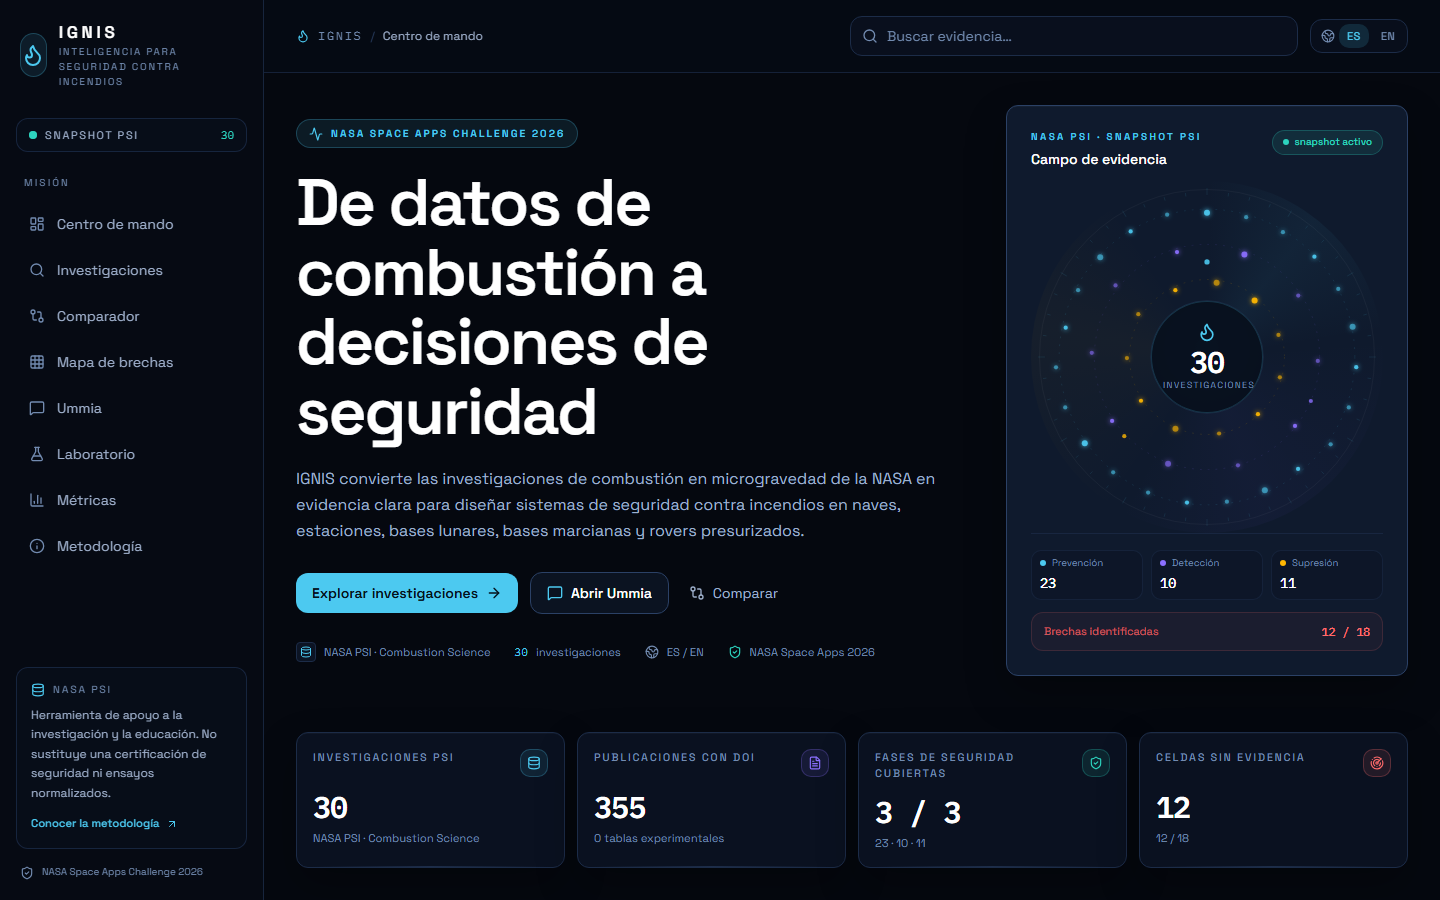 IGNIS
INTELIGENCIA PARA
SEGURIDAD CONTRA
INCENDIOS
SNAPSHOT PSI 30
MISIÓN
Centro de mando
Investigaciones
Comparador
Mapa de brechas
Ummia
Laboratorio
Métricas
Metodología
NASA PSI
Herramienta de apoyo a la
investigación y la educación. No
sustituye una certificación de
seguridad ni ensayos
normalizados.
Conocer la metodología
NASA Space Apps Challenge 2026
IGNIS / Centro de mando
Buscar evidencia...
ES EN
NASA SPACE APPS CHALLENGE 2026
De datos de
combustión a
decisiones de
seguridad
IGNIS convierte las investigaciones de combustión en microgravedad de la NASA en
evidencia clara para diseñar sistemas de seguridad contra incendios en naves,
estaciones, bases lunares, bases marcianas y rovers presurizados.
Explorar investigaciones
Abrir Ummia
Comparar
NASA PSI · Combustion Science
30 investigaciones
ES / EN
NASA Space Apps 2026
NASA PSI · SNAPSHOT PSI
Campo de evidencia
snapshot activo
30
INVESTIGACIONES
Prevención
23
Detección
10
Supresión
11
Brechas identificadas 12 / 18
INVESTIGACIONES PSI
30
NASA PSI · Combustion Science
PUBLICACIONES CON DOI
355
0 tablas experimentales
FASES DE SEGURIDAD
CUBIERTAS
3 / 3
23 · 10 · 11
CELDAS SIN EVIDENCIA
12
12 / 18